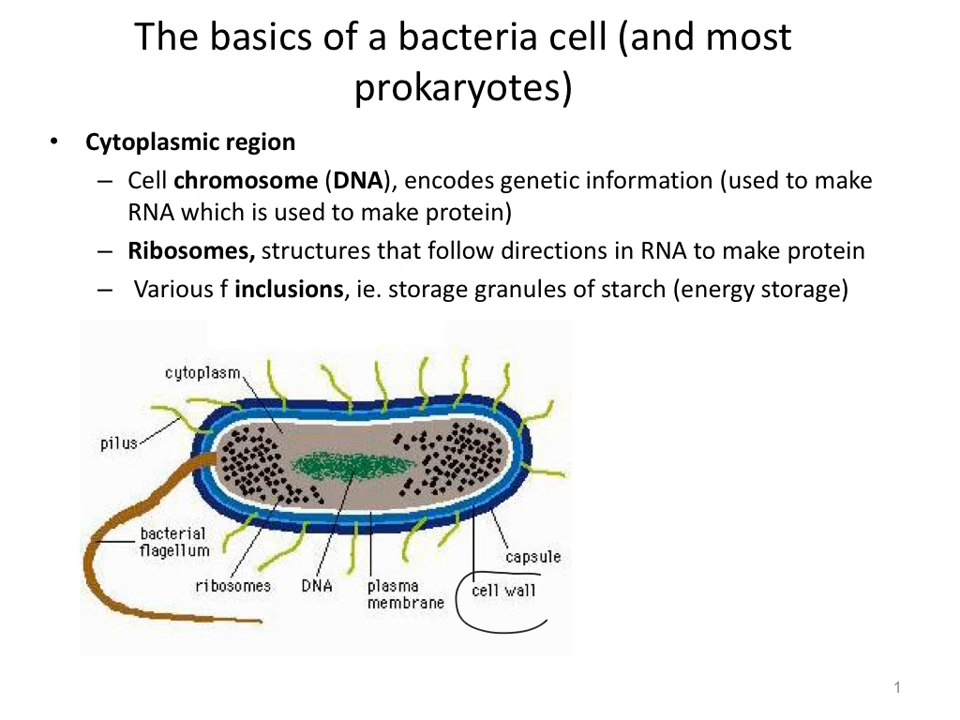 The basics of a bacteria cell (and most
prokaryotes)
• Cytoplasmic region
– Cell chromosome (DNA), encodes genetic information (used to make
RNA which is used to make protein)
– Ribosomes, structures that follow directions in RNA to make protein
– Various f inclusions, ie. storage granules of starch (energy storage)
cytoplasm
pilus
bacterial
flagellum
ribosomes
DNA
plasma
membrane
cell wall
capsule
1